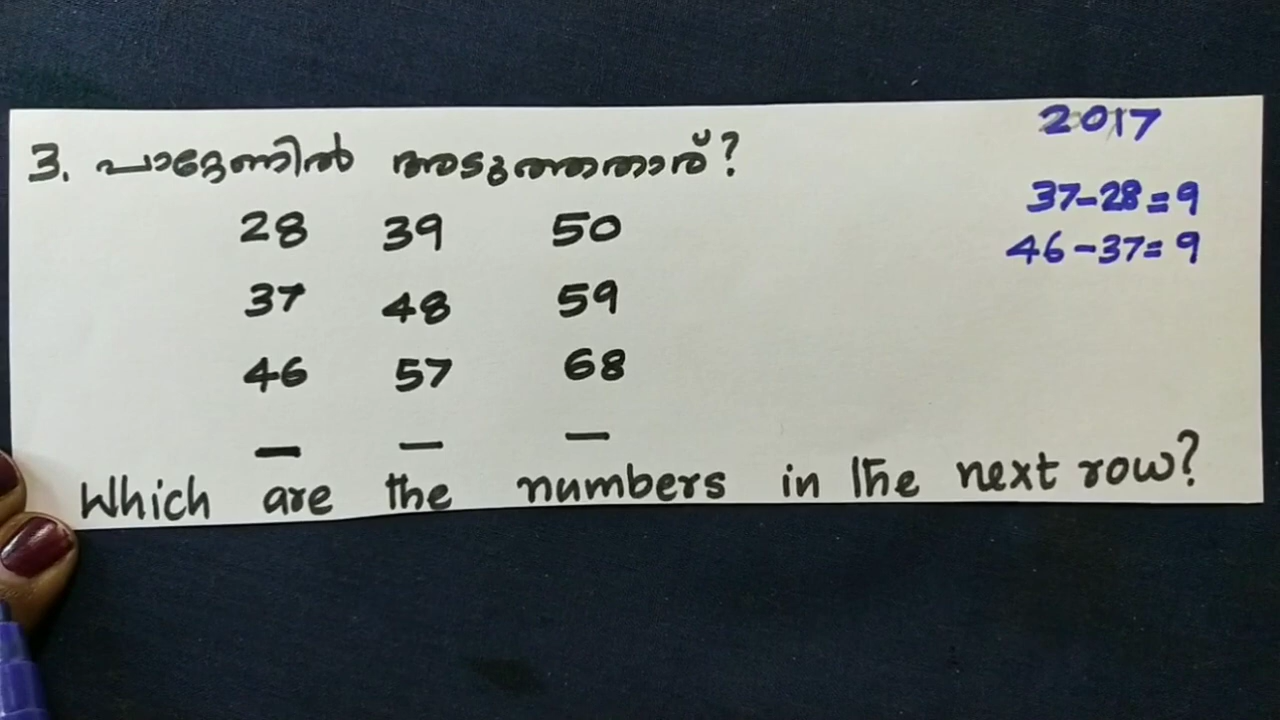 2017
3. പാറ്റേണിൽ അടുത്തതാര്?
28 39 50
37-28=9
37 48 59
46-37=9
46 57 68
— — —
Which are the numbers in the next row?